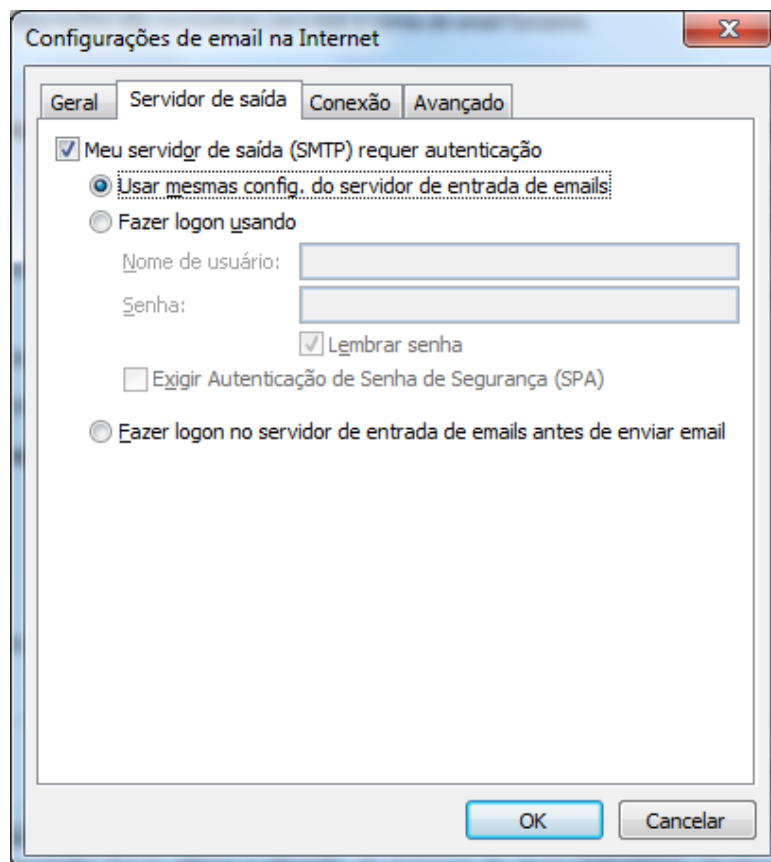 Configurações de email na Internet
Geral Servidor de saída Conexão Avançado
Meu servidor de saída (SMTP) requer autenticação
Usar mesmas config. do servidor de entrada de emails
Fazer logon usando
Nome de usuário:
Senha:
Lembrar senha
Exigir Autenticação de Senha de Segurança (SPA)
Fazer logon no servidor de entrada de emails antes de enviar email
OK Cancelar